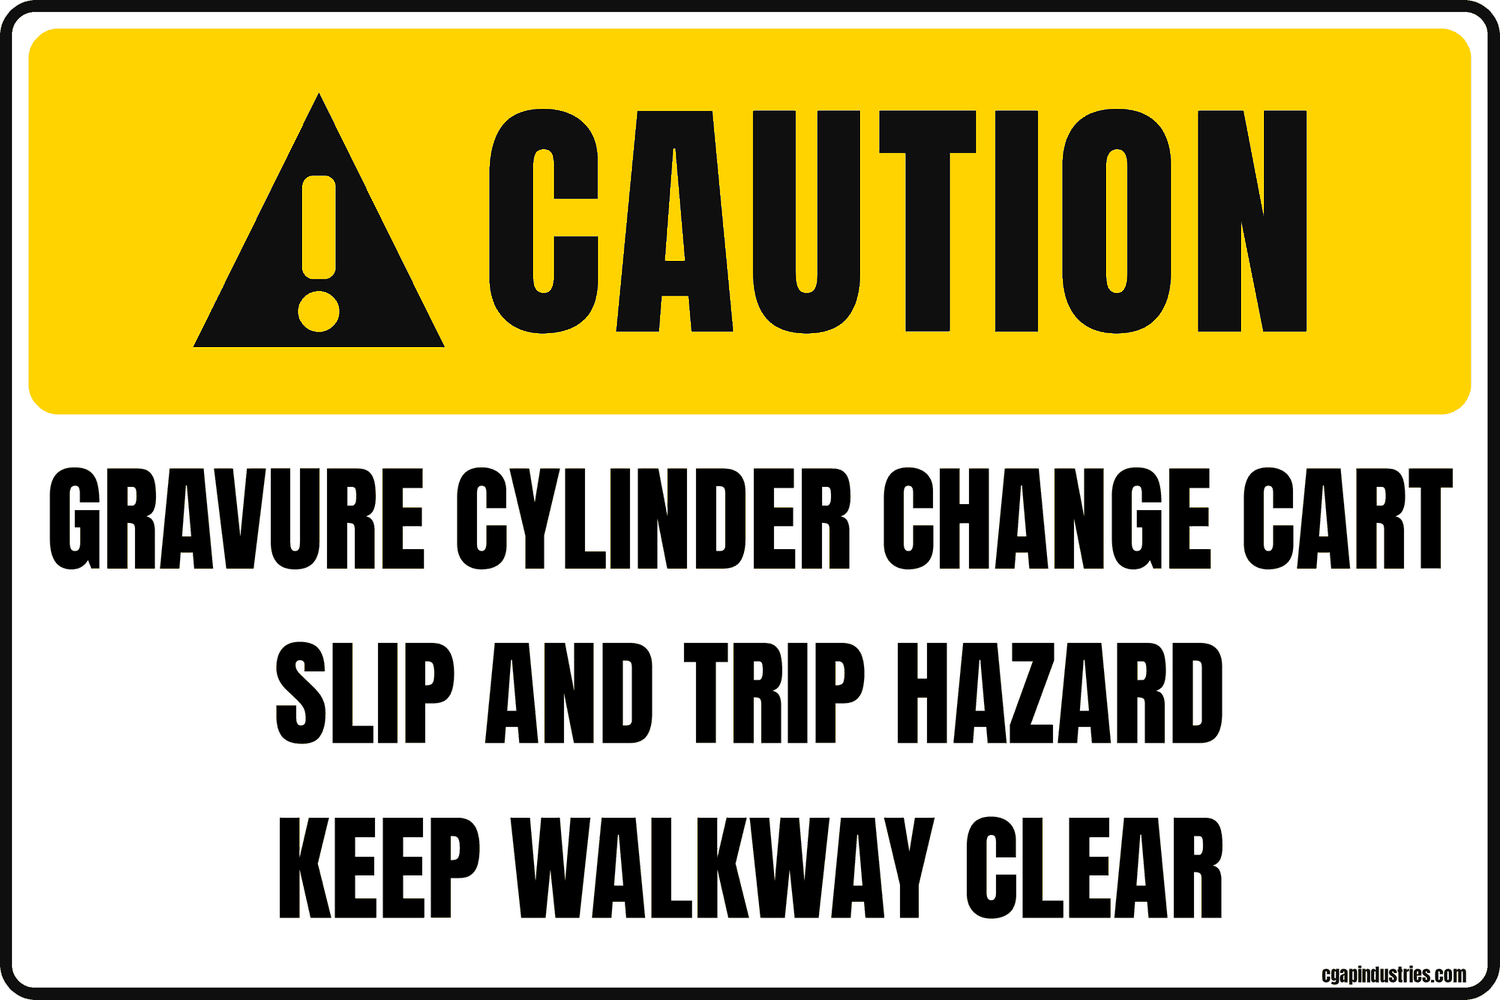 CAUTION
GRAVURE CYLINDER CHANGE CART
SLIP AND TRIP HAZARD
KEEP WALKWAY CLEAR
cgapindustries.com